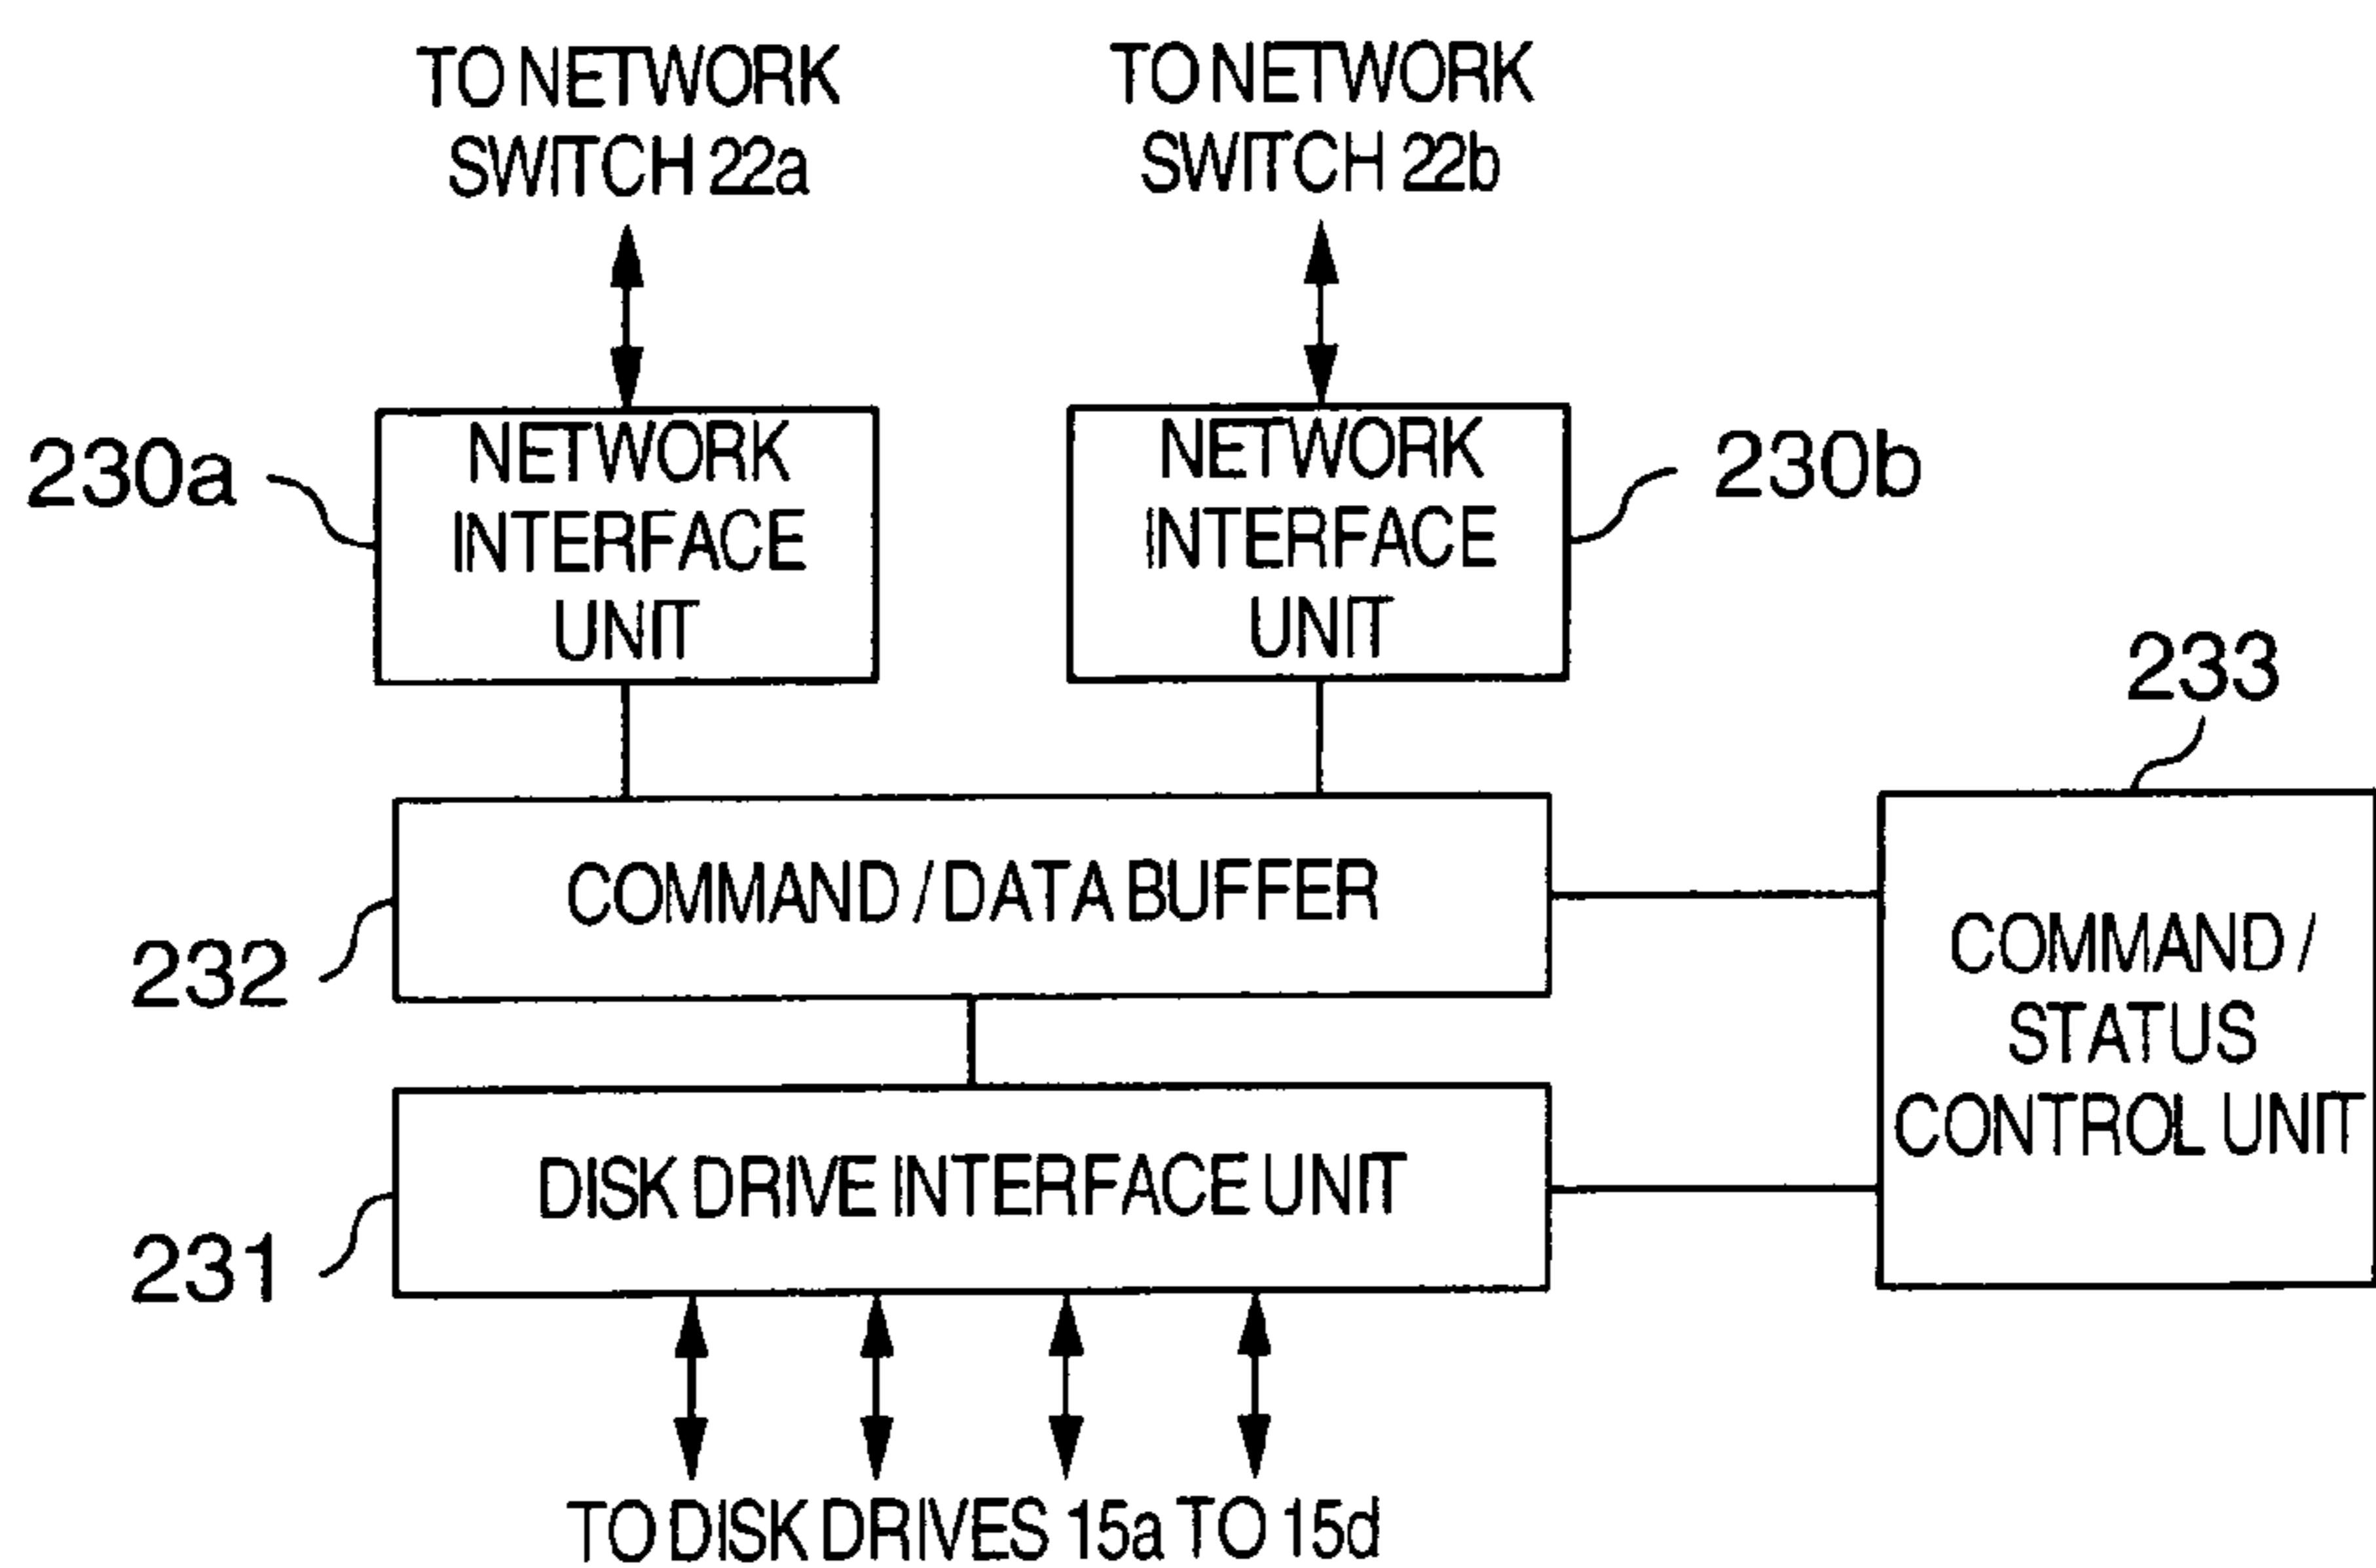 TO NETWORK
SWITCH 22a
TO NETWORK
SWITCH 22b
230a
NETWORK
INTERFACE
UNIT
NETWORK
INTERFACE
UNIT
230b
233
COMMAND / DATA BUFFER
232
COMMAND /
STATUS
CONTROL UNIT
DISK DRIVE INTERFACE UNIT
231
TO DISK DRIVES 15a TO 15d